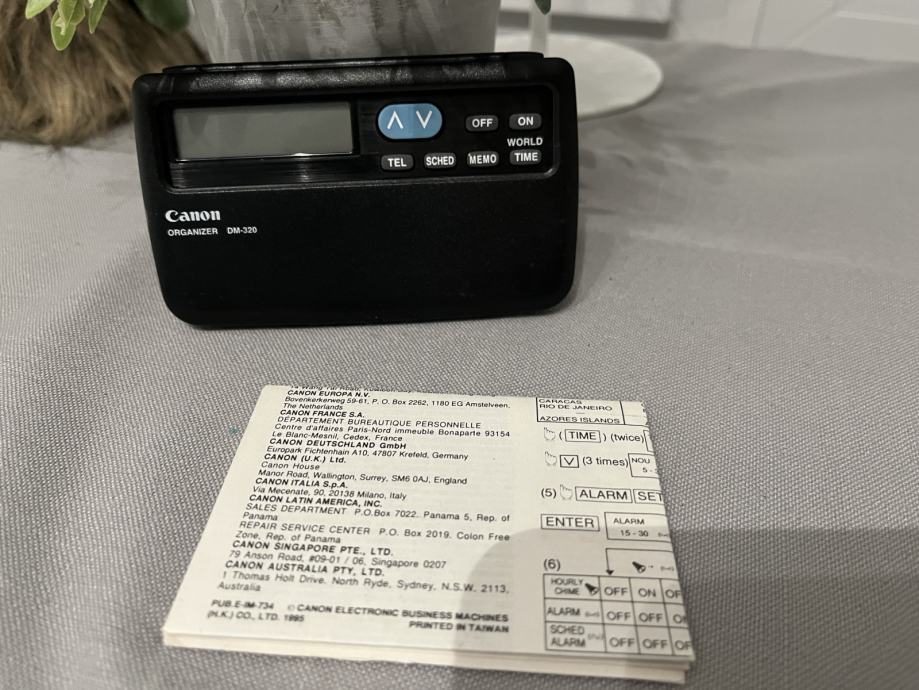 OFF
ON
WORLD
TEL
SCHED
MEMO
TIME
Canon
ORGANIZER DM-320
CANON EUROPA N.V.
Bovenkerkerweg 59-61, P. O. Box 2262, 1180 EG Amstelveen,
The Netherlands
CANON FRANCE S.A.
DEPARTEMENT BUREAUTIQUE PERSONNELLE
Centre d'affaires Paris-Nord immeuble Bonaparte 93154
Le Blanc-Mesnil, Cedex, France
CANON DEUTSCHLAND GmbH
Europark Fichtenhain A10, 47807 Krefeld, Germany
CANON (U.K.) Ltd.
Canon House
Manor Road, Wallington, Surrey, SM6 0AJ, England
CANON ITALIA S.p.A.
Via Mecenate, 90, 20138 Milano, Italy
CANON LATIN AMERICA, INC.
SALES DEPARTMENT P.O.Box 7022. Panama 5, Rep. of
Panama
REPAIR SERVICE CENTER P.O. Box 2019. Colon Free
Zone, Rep. of Panama
CANON SINGAPORE PTE., LTD.
79 Anson Road, #09-01 / 06, Singapore 0207
CANON AUSTRALIA PTY, LTD.
1 Thomas Holt Drive. North Ryde, Sydney, N.S.W. 2113,
Australia
PUB.E-IM-734 © CANON ELECTRONIC BUSINESS MACHINES
(H.K.) CO., LTD. 1995
PRINTED IN TAIWAN
CARACAS
RIO DE JANEIRO
AZORES ISLANDS
( TIME ) (twice)
V (3 times) NOU
5 -
(5) ALARM SET
ENTER ALARM
15 - 30
(6)
HOURLY CHIME OFF ON OF
ALARM OFF OFF OF
SCHED ALARM OFF OFF OF